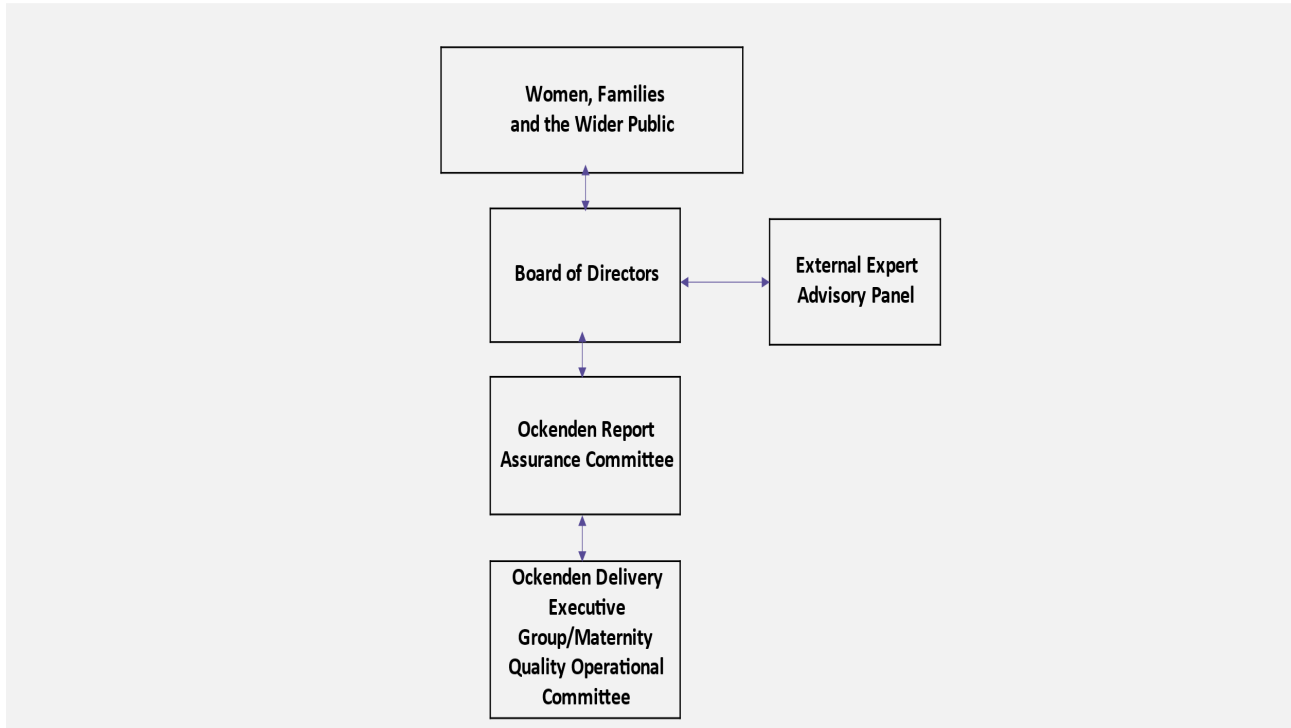 Women, Families
and the Wider Public
Board of Directors
External Expert
Advisory Panel
Ockenden Report
Assurance Committee
Ockenden Delivery
Executive
Group/Maternity
Quality Operational
Committee